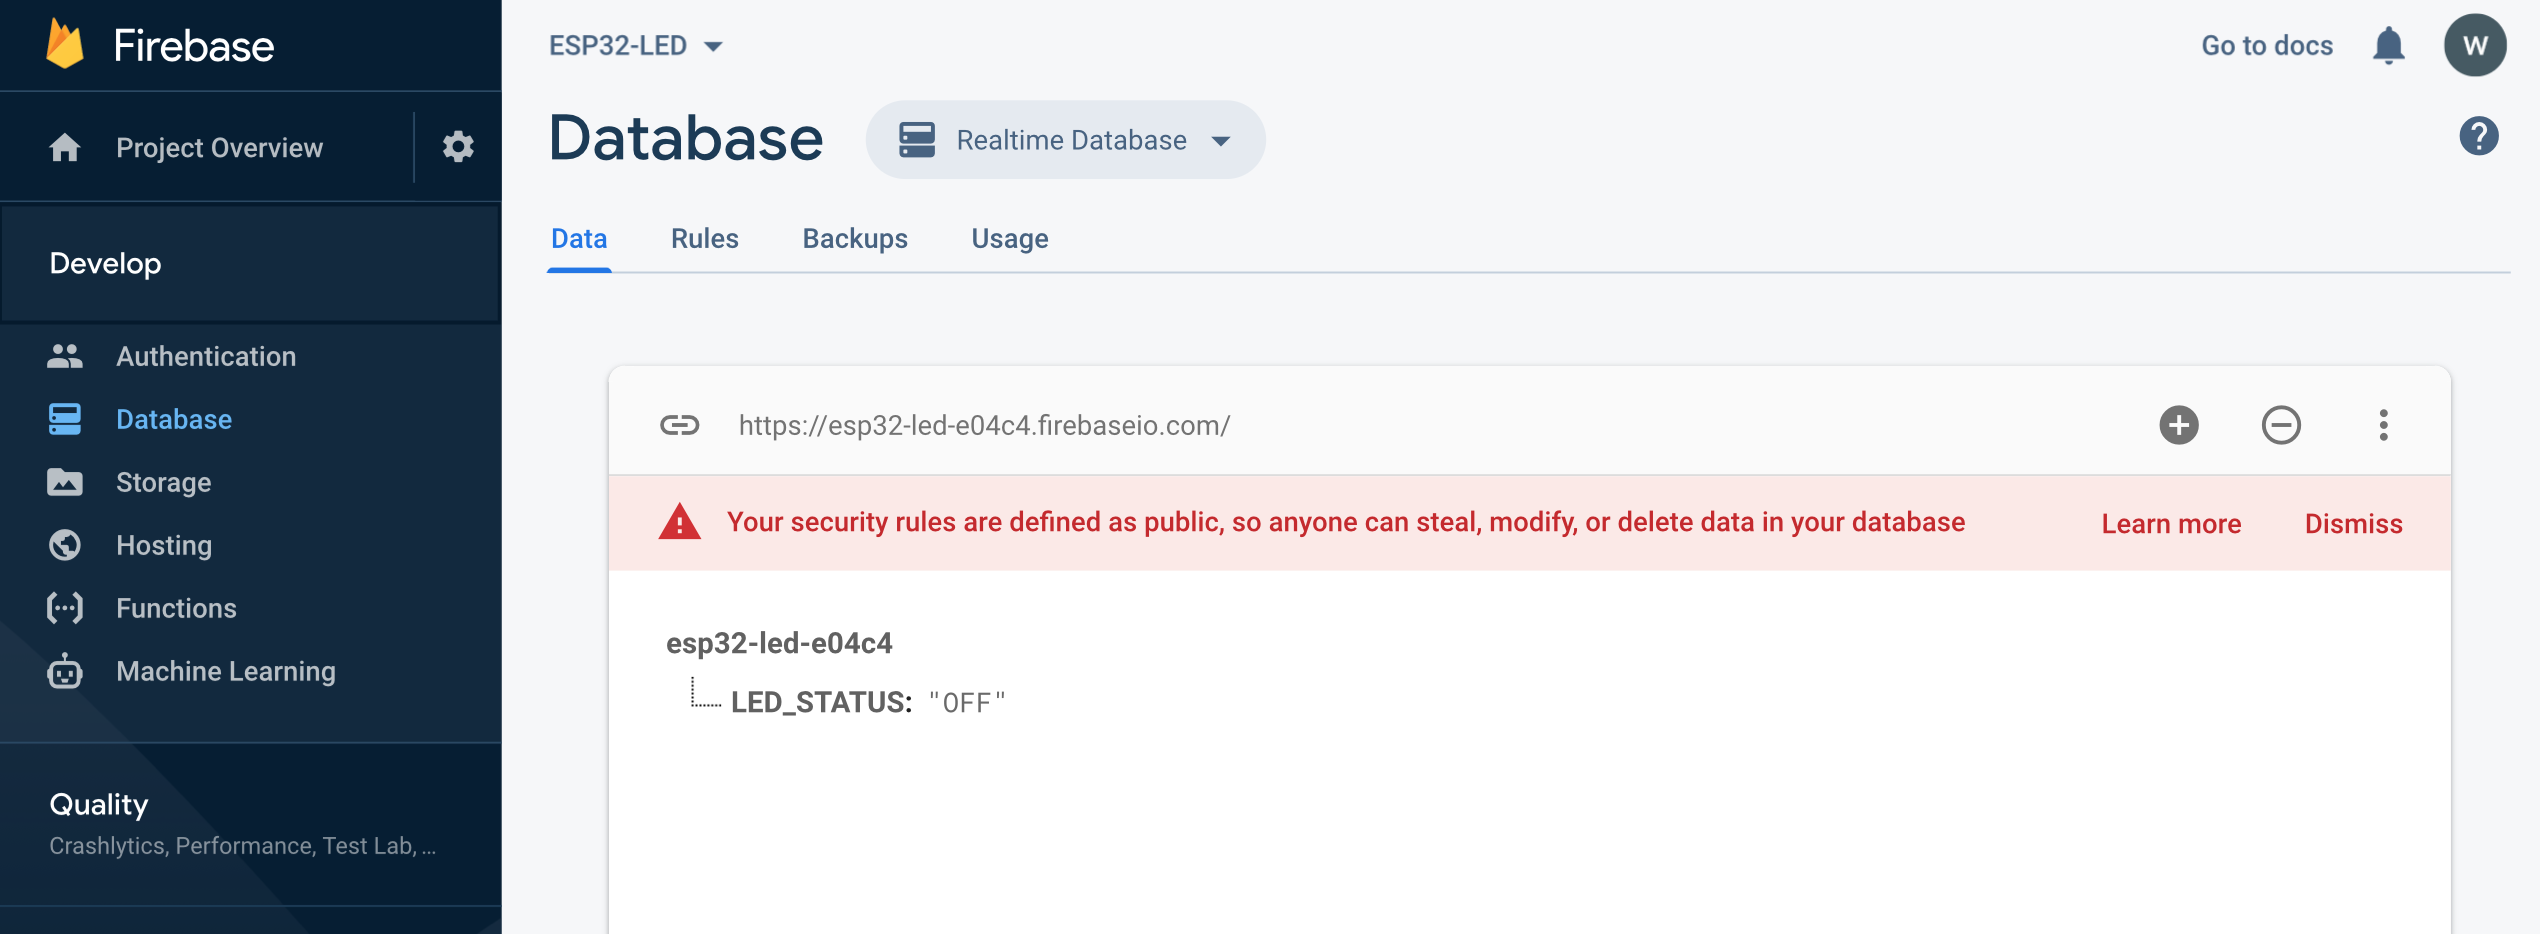 Firebase
Project Overview
Develop
Authentication
Database
Storage
Hosting
Functions
Machine Learning
Quality
Crashlytics, Performance, Test Lab, ...
ESP32-LED
Go to docs
W
Database
Realtime Database
?
Data Rules Backups Usage
https://esp32-led-e04c4.firebaseio.com/
Your security rules are defined as public, so anyone can steal, modify, or delete data in your database Learn more Dismiss
esp32-led-e04c4
LED_STATUS: "OFF"